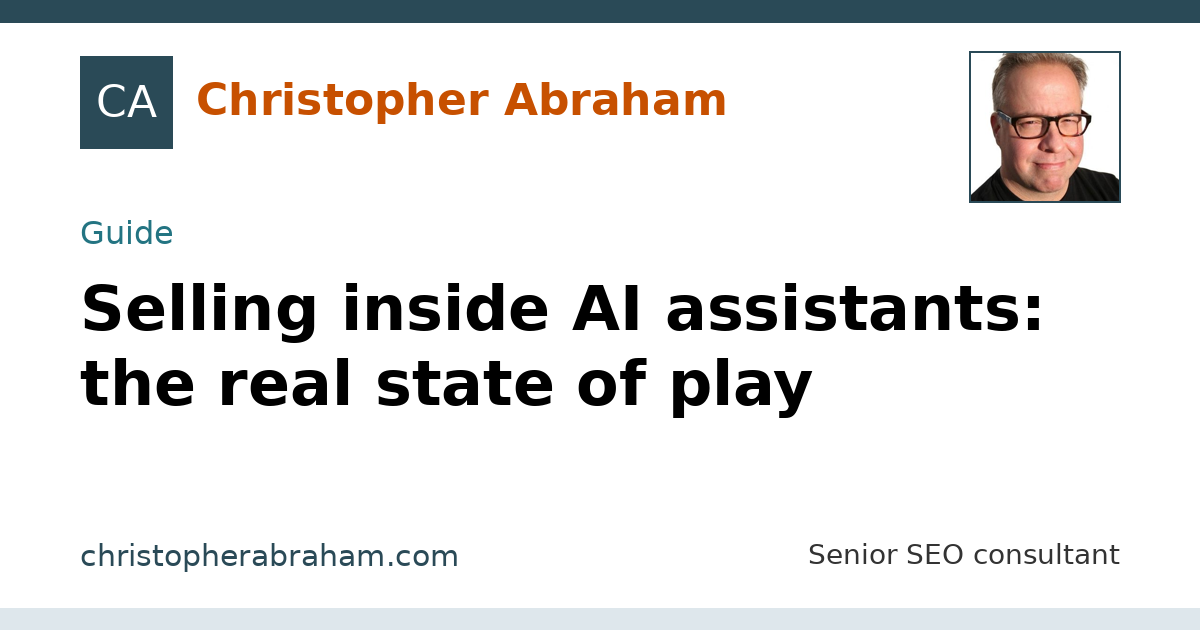 CA
Christopher Abraham
Guide
Selling inside AI assistants:
the real state of play
christopherabraham.com
Senior SEO consultant